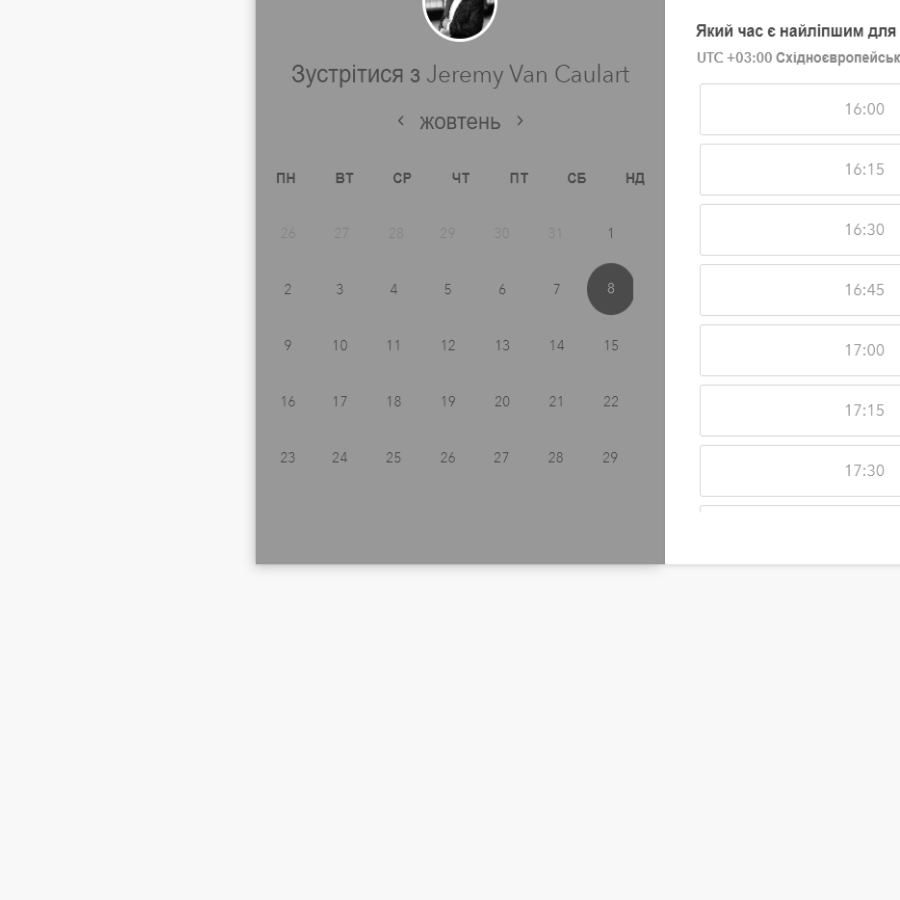 Зустрітися з Jeremy Van Caulart
жовтень
ПН ВТ СР ЧТ ПТ СБ НД
26 27 28 29 30 31 1
2 3 4 5 6 7 8
9 10 11 12 13 14 15
16 17 18 19 20 21 22
23 24 25 26 27 28 29
Який час є найліпшим для
UTC +03:00 Східноєвропейськ
16:00
16:15
16:30
16:45
17:00
17:15
17:30